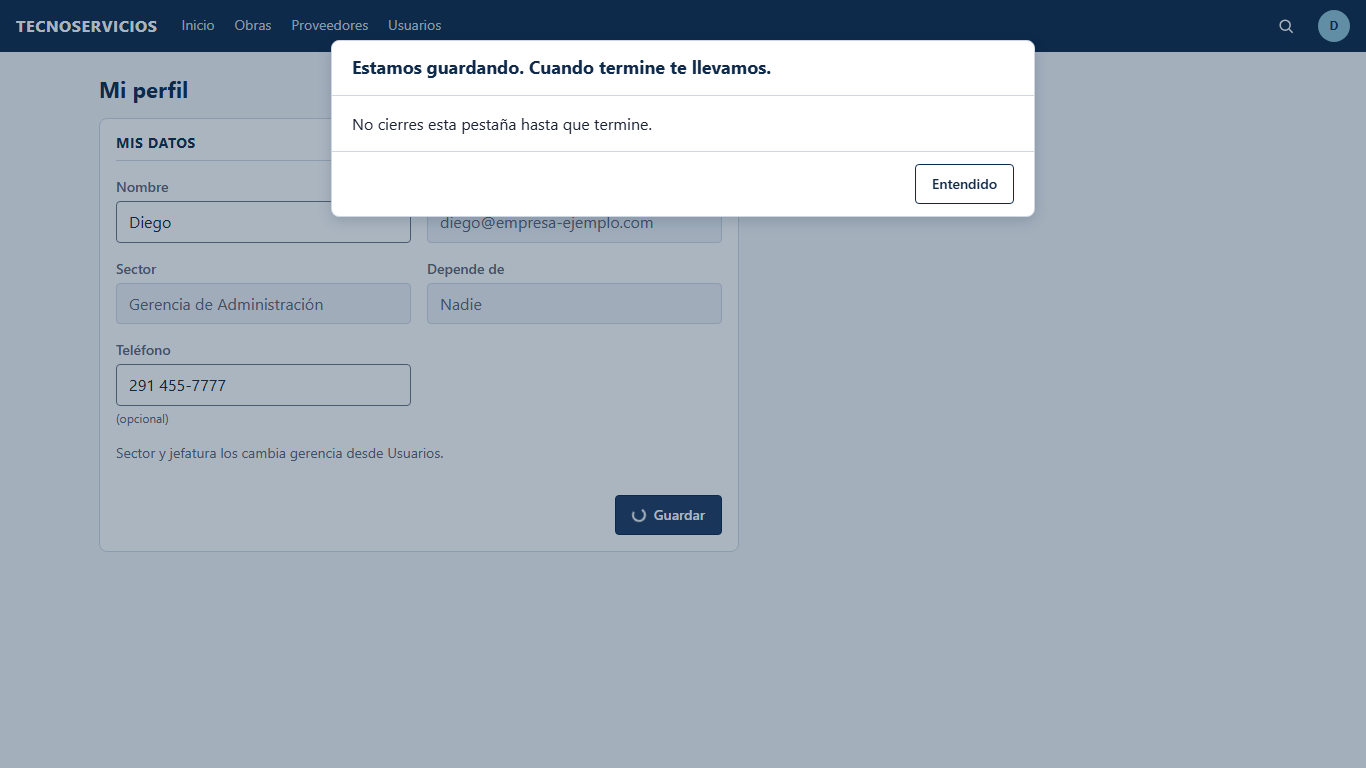 TECNOSERVICIOS Inicio Obras Proveedores Usuarios D
Estamos guardando. Cuando termine te llevamos.
No cierres esta pestaña hasta que termine.
Entendido
Mi perfil
MIS DATOS
Nombre
Diego diego@empresa-ejemplo.com
Sector Depende de
Gerencia de Administración Nadie
Teléfono
291 455-7777
(opcional)
Sector y jefatura los cambia gerencia desde Usuarios.
Guardar